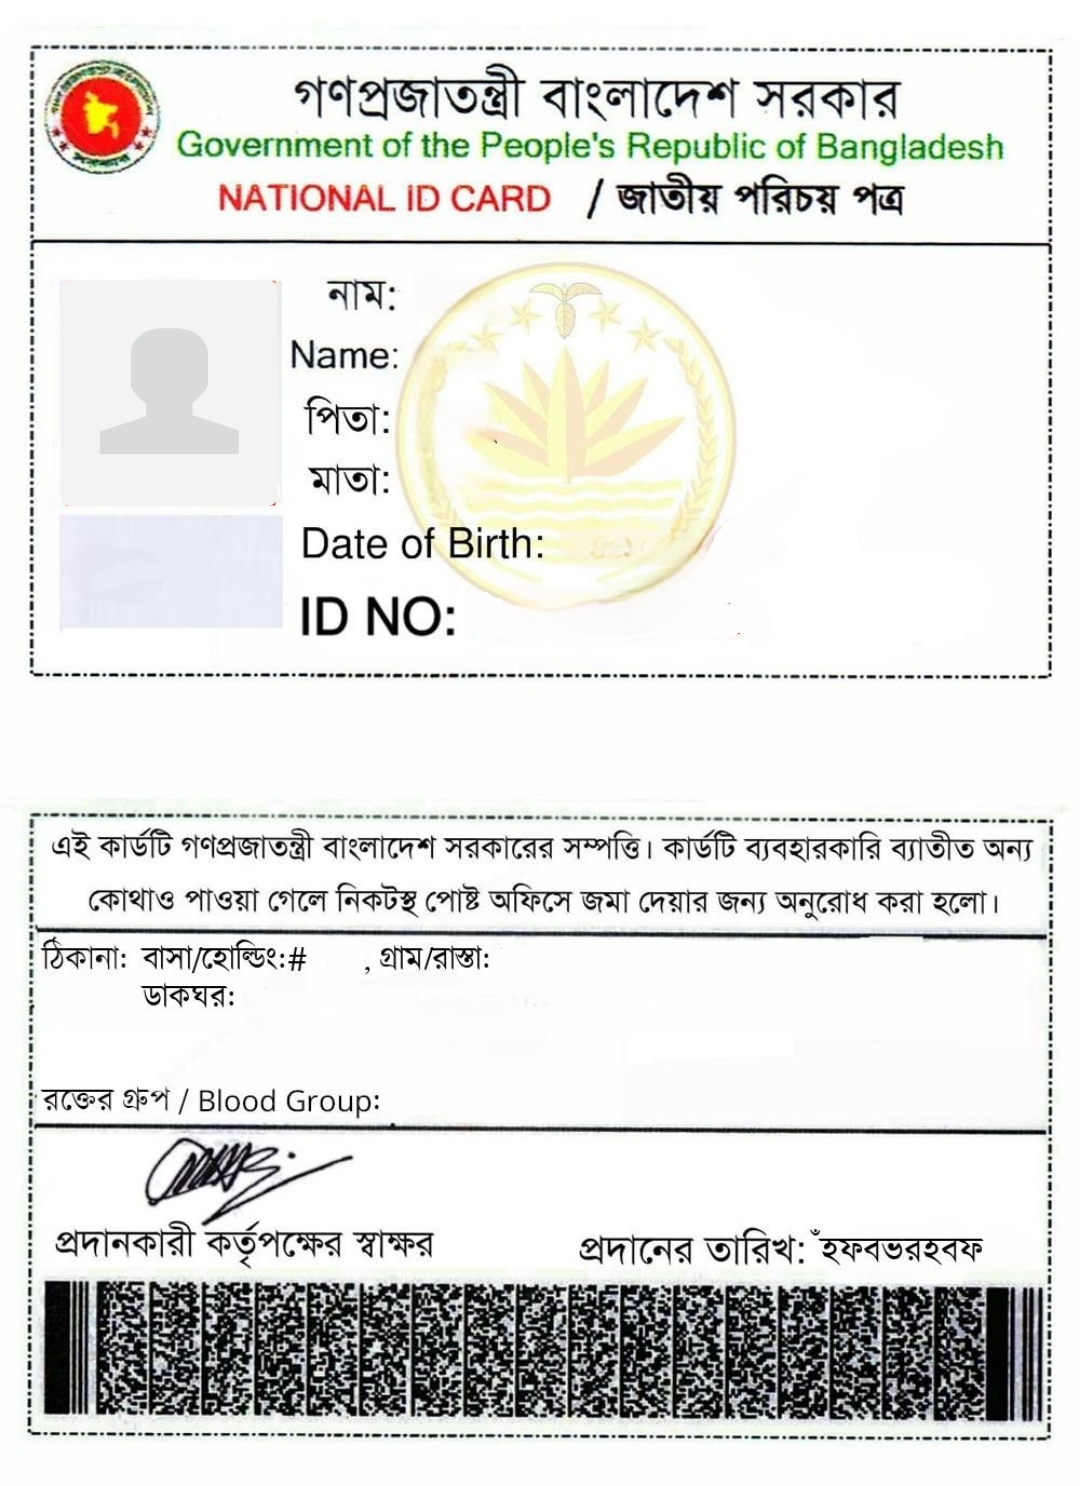 গণপ্রজাতন্ত্রী বাংলাদেশ সরকার
Government of the People's Republic of Bangladesh
NATIONAL ID CARD / জাতীয় পরিচয় পত্র
নাম:
Name:
পিতা:
মাতা:
Date of Birth:
ID NO:
এই কার্ডটি গণপ্রজাতন্ত্রী বাংলাদেশ সরকারের সম্পত্তি। কার্ডটি ব্যবহারকারি ব্যাতীত অন্য
কোথাও পাওয়া গেলে নিকটস্থ পোষ্ট অফিসে জমা দেয়ার জন্য অনুরোধ করা হলো।
ঠিকানা: বাসা/হোল্ডিং:# , গ্রাম/রাস্তা:
ডাকঘর:
রক্তের গ্রুপ / Blood Group:
প্রদানকারী কর্তৃপক্ষের স্বাক্ষর
প্রদানের তারিখ: ঁহফবভরহবফ